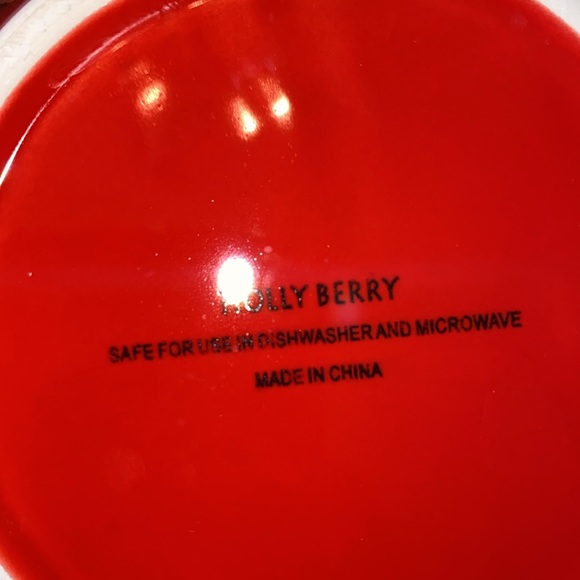 HOLLY BERRY
SAFE FOR USE IN DISHWASHER AND MICROWAVE
MADE IN CHINA